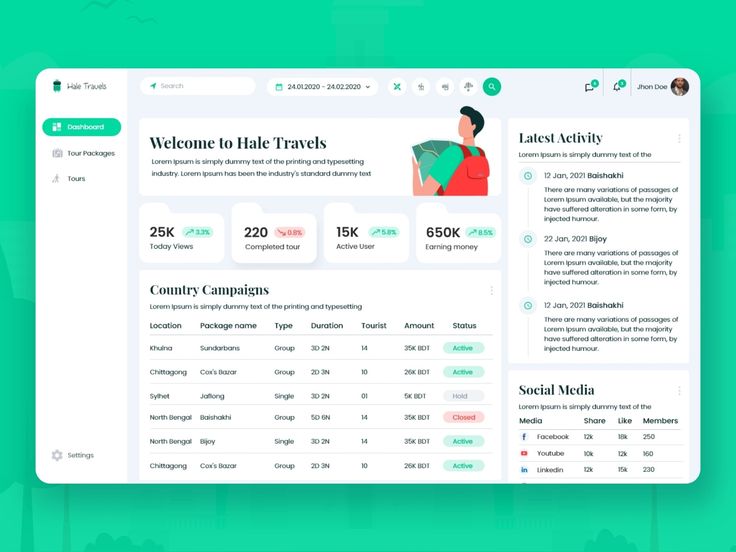 Hale Travels
Search
24.01.2020 - 24.02.2020
Jhon Doe
Dashboard
Tour Packages
Tours
Settings
Welcome to Hale Travels
Lorem Ipsum is simply dummy text of the printing and typesetting
industry. Lorem Ipsum has been the industry's standard dummy text
25K 3.3%
Today Views
220 0.8%
Completed tour
15K 5.8%
Active User
650K 8.5%
Earning money
Country Campaigns
Lorem Ipsum is simply dummy text of the printing and typesetting
Location Package name Type Duration Tourist Amount Status
Khulna Sundarbans Group 3D 2N 14 35K BDT Active
Chittagong Cox's Bazar Group 2D 3N 10 26K BDT Active
Sylhet Jaflong Single 3D 2N 01 5K BDT Hold
North Bengal Baishakhi Group 5D 6N 14 35K BDT Closed
North Bengal Bijoy Single 3D 2N 14 35K BDT Active
Chittagong Cox's Bazar Group 2D 3N 10 26K BDT Active
Latest Activity
Lorem Ipsum is simply dummy text of the
12 Jan, 2021 Baishakhi
There are many variations of passages of
Lorem Ipsum available, but the majority
have suffered alteration in some form, by
injected humour.
22 Jan, 2021 Bijoy
There are many variations of passages of
Lorem Ipsum available, but the majority
have suffered alteration in some form, by
injected humour.
12 Jan, 2021 Baishakhi
There are many variations of passages of
Lorem Ipsum available, but the majority
have suffered alteration in some form, by
injected humour.
Social Media
Lorem Ipsum is simply dummy text of the
Media Share Like Members
Facebook 12k 18k 250
Youtube 10k 12k 160
Linkedin 12k 15k 230